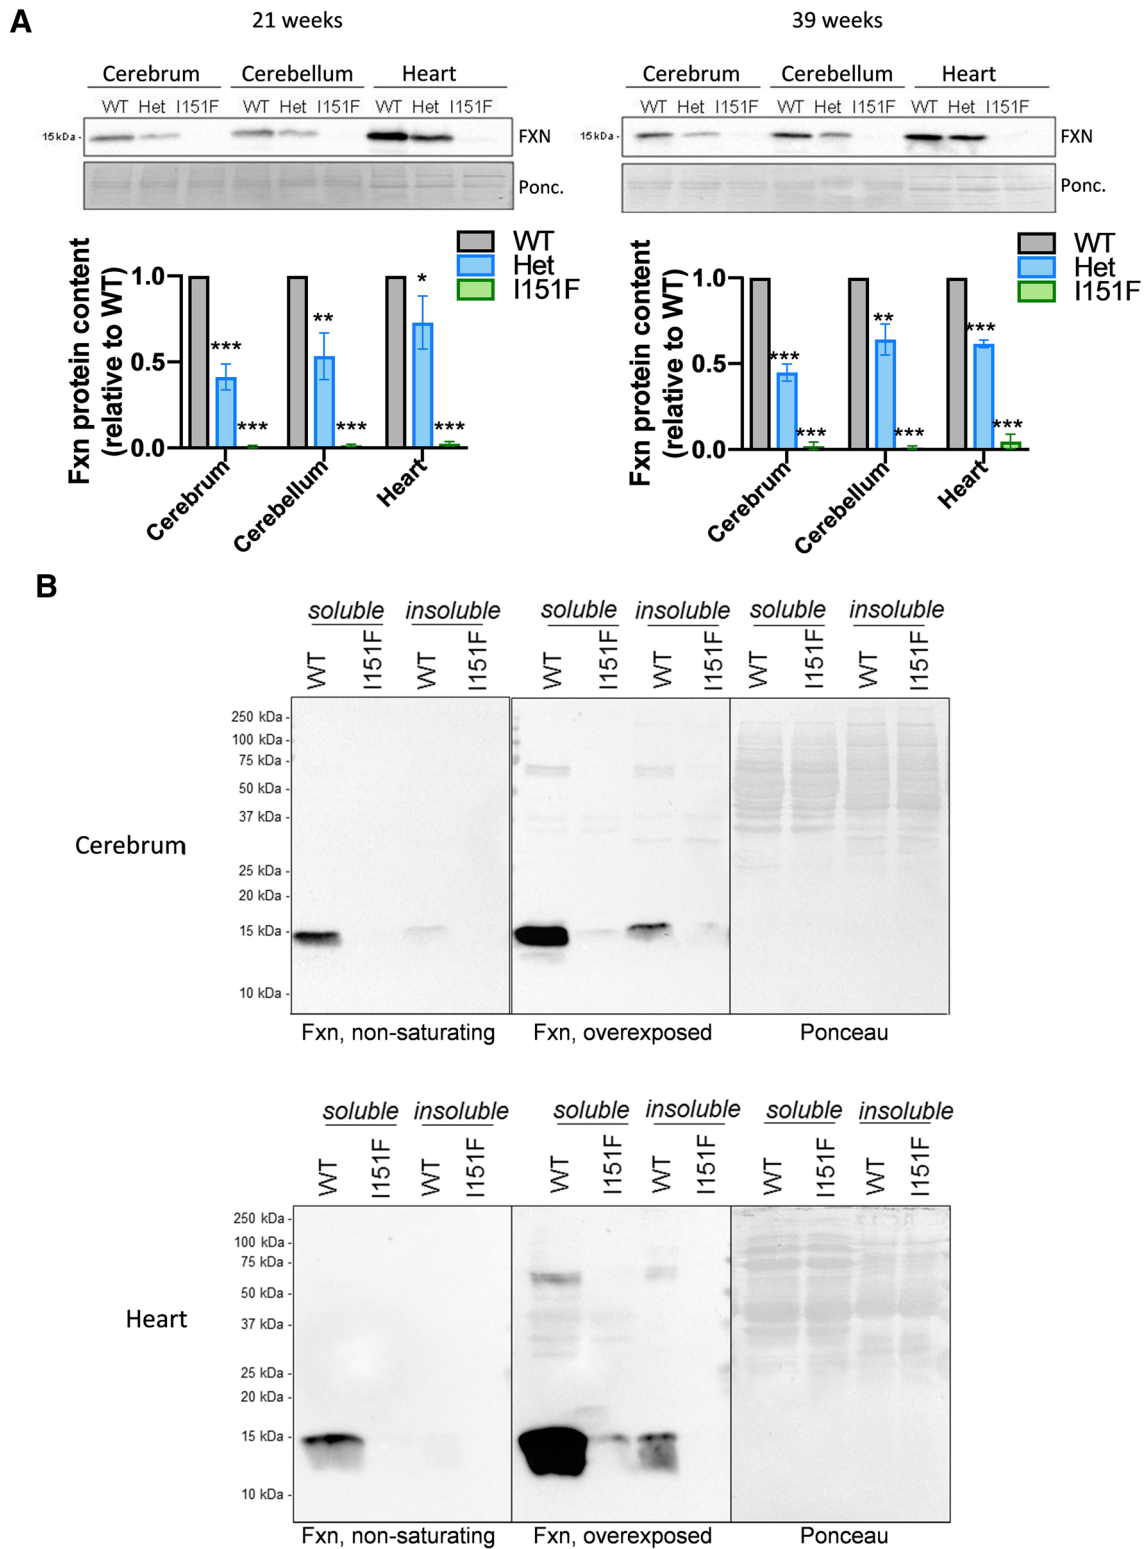 A
21 weeks
39 weeks
Cerebrum Cerebellum Heart
WT Het I151F WT Het I151F WT Het I151F
15kDa -
FXN
Ponc.
Cerebrum Cerebellum Heart
WT Het I151F WT Het I151F WT Het I151F
15kDa -
FXN
Ponc.
Fxn protein content
(relative to WT)
1.0
0.5
0.0
WT
Het
I151F
*** *** ** *** * ***
Cerebrum
Cerebellum
Heart
Fxn protein content
(relative to WT)
1.0
0.5
0.0
WT
Het
I151F
*** *** ** *** *** ***
Cerebrum
Cerebellum
Heart
B
soluble insoluble soluble insoluble soluble insoluble
WT I151F WT I151F WT I151F WT I151F WT I151F WT I151F
Cerebrum
250 kDa -
100 kDa -
75 kDa -
50 kDa -
37 kDa -
25 kDa -
20 kDa -
15 kDa -
10 kDa -
Fxn, non-saturating Fxn, overexposed Ponceau
soluble insoluble soluble insoluble soluble insoluble
WT I151F WT I151F WT I151F WT I151F WT I151F WT I151F
Heart
250 kDa -
100 kDa -
75 kDa -
50 kDa -
37 kDa -
25 kDa -
20 kDa -
15 kDa -
10 kDa -
Fxn, non-saturating Fxn, overexposed Ponceau